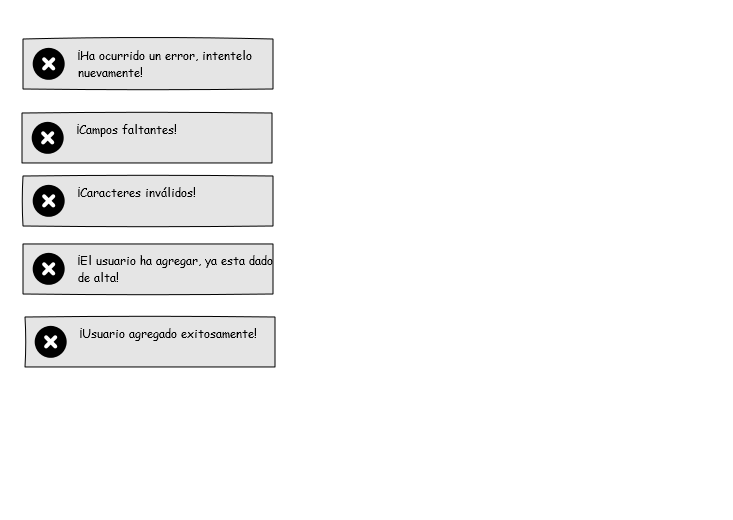 ¡Ha ocurrido un error, intentelo
nuevamente!
¡Campos faltantes!
¡Caracteres inválidos!
¡El usuario ha agregar, ya esta dado
de alta!
¡Usuario agregado exitosamente!